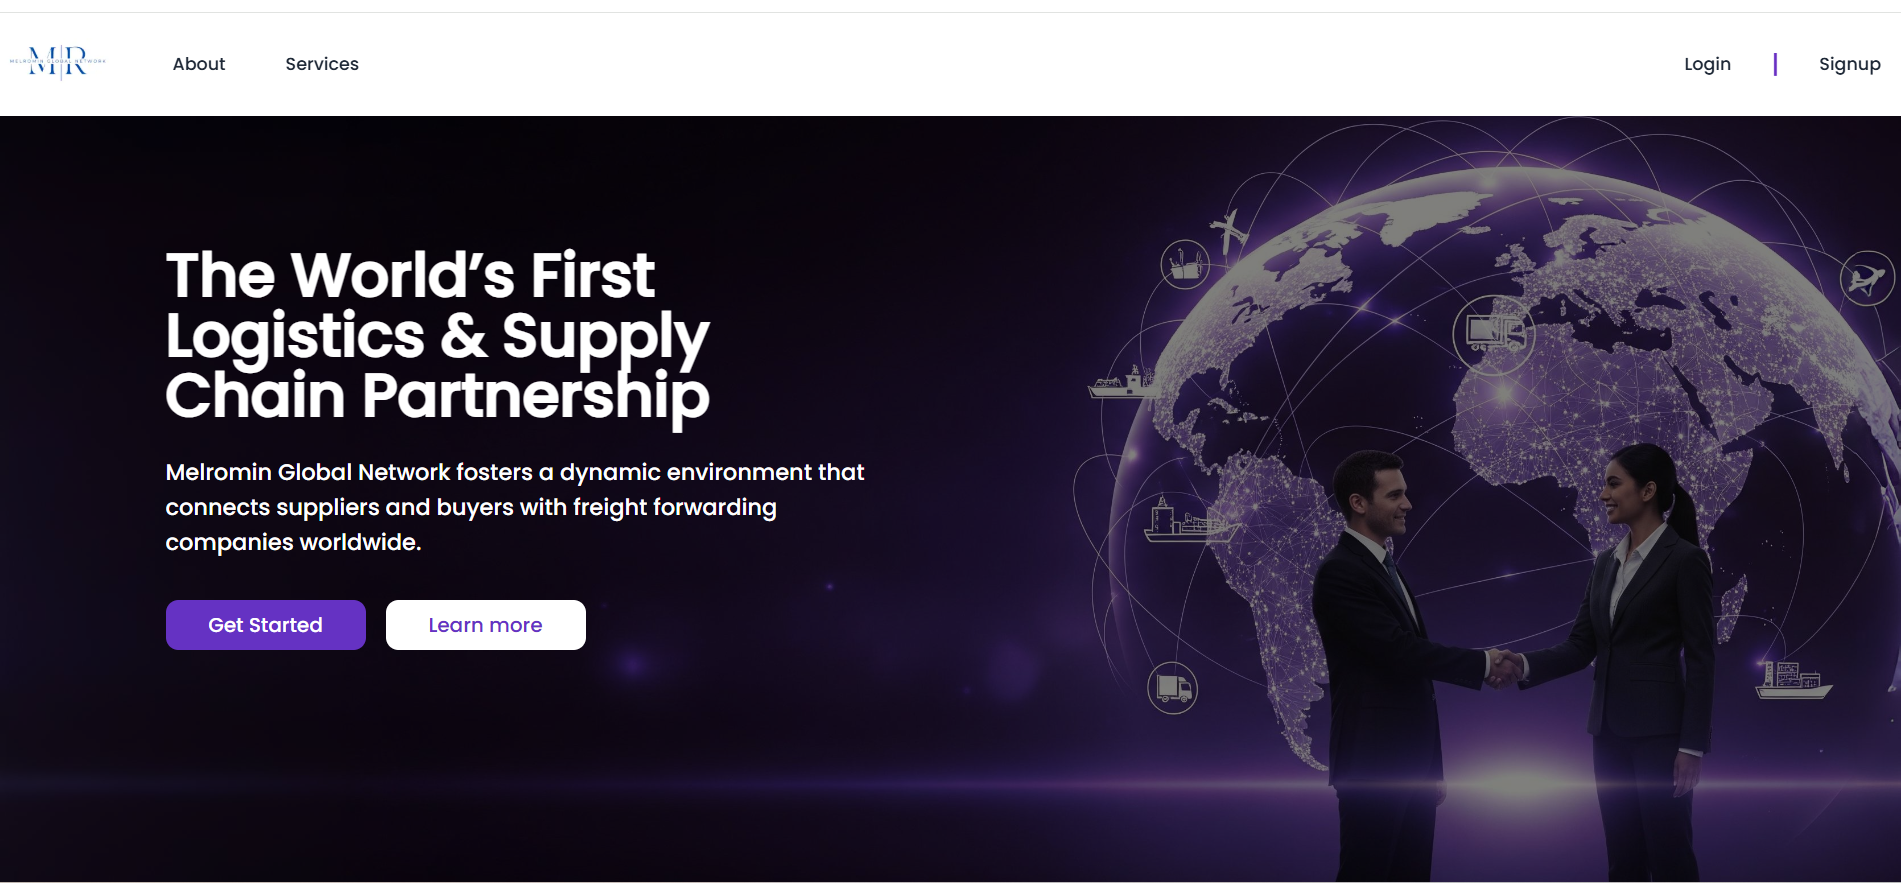 M|R
MELROMIN GLOBAL NETWORK
About
Services
Login
Signup
The World’s First
Logistics & Supply
Chain Partnership
Melromin Global Network fosters a dynamic environment that
connects suppliers and buyers with freight forwarding
companies worldwide.
Get Started
Learn more